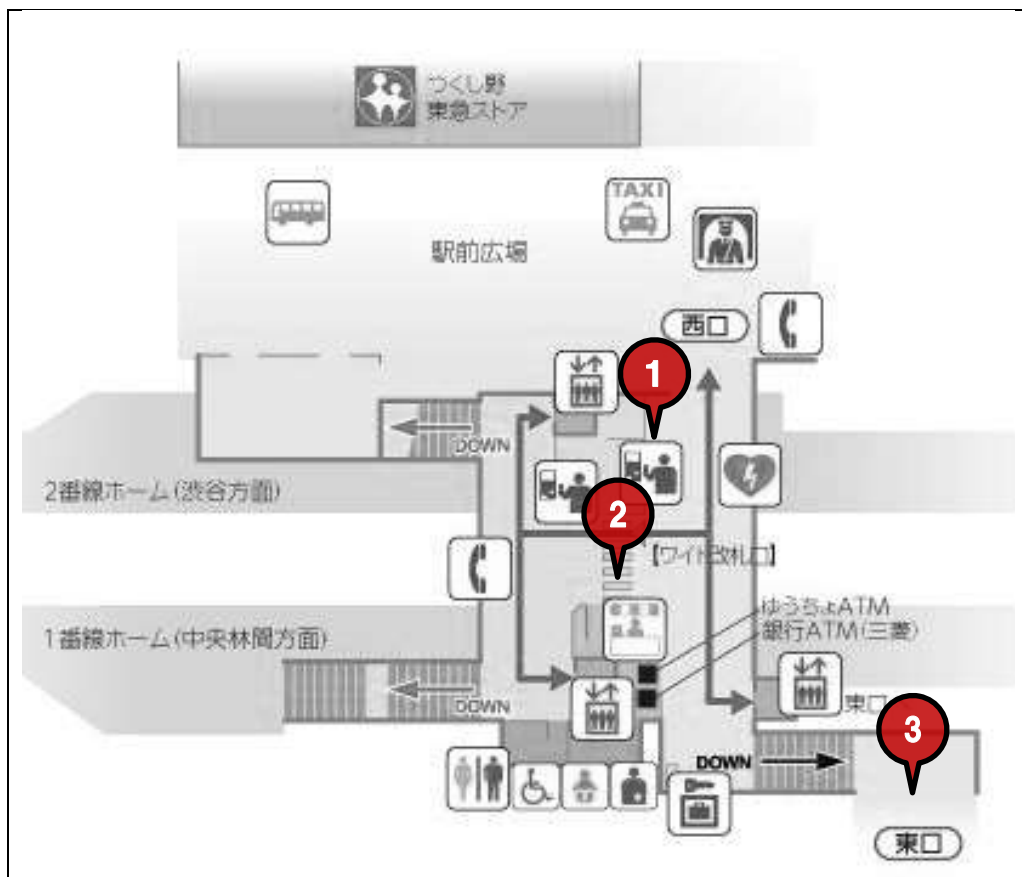 つくし野
東急ストア
TAXI
駅前広場
西口
1
DOWN
2番線ホーム(渋谷方面)
2
【ワイド改札口】
ゆうちょATM
銀行ATM(三菱)
1番線ホーム(中央林間方面)
東口
DOWN
3
DOWN
東口